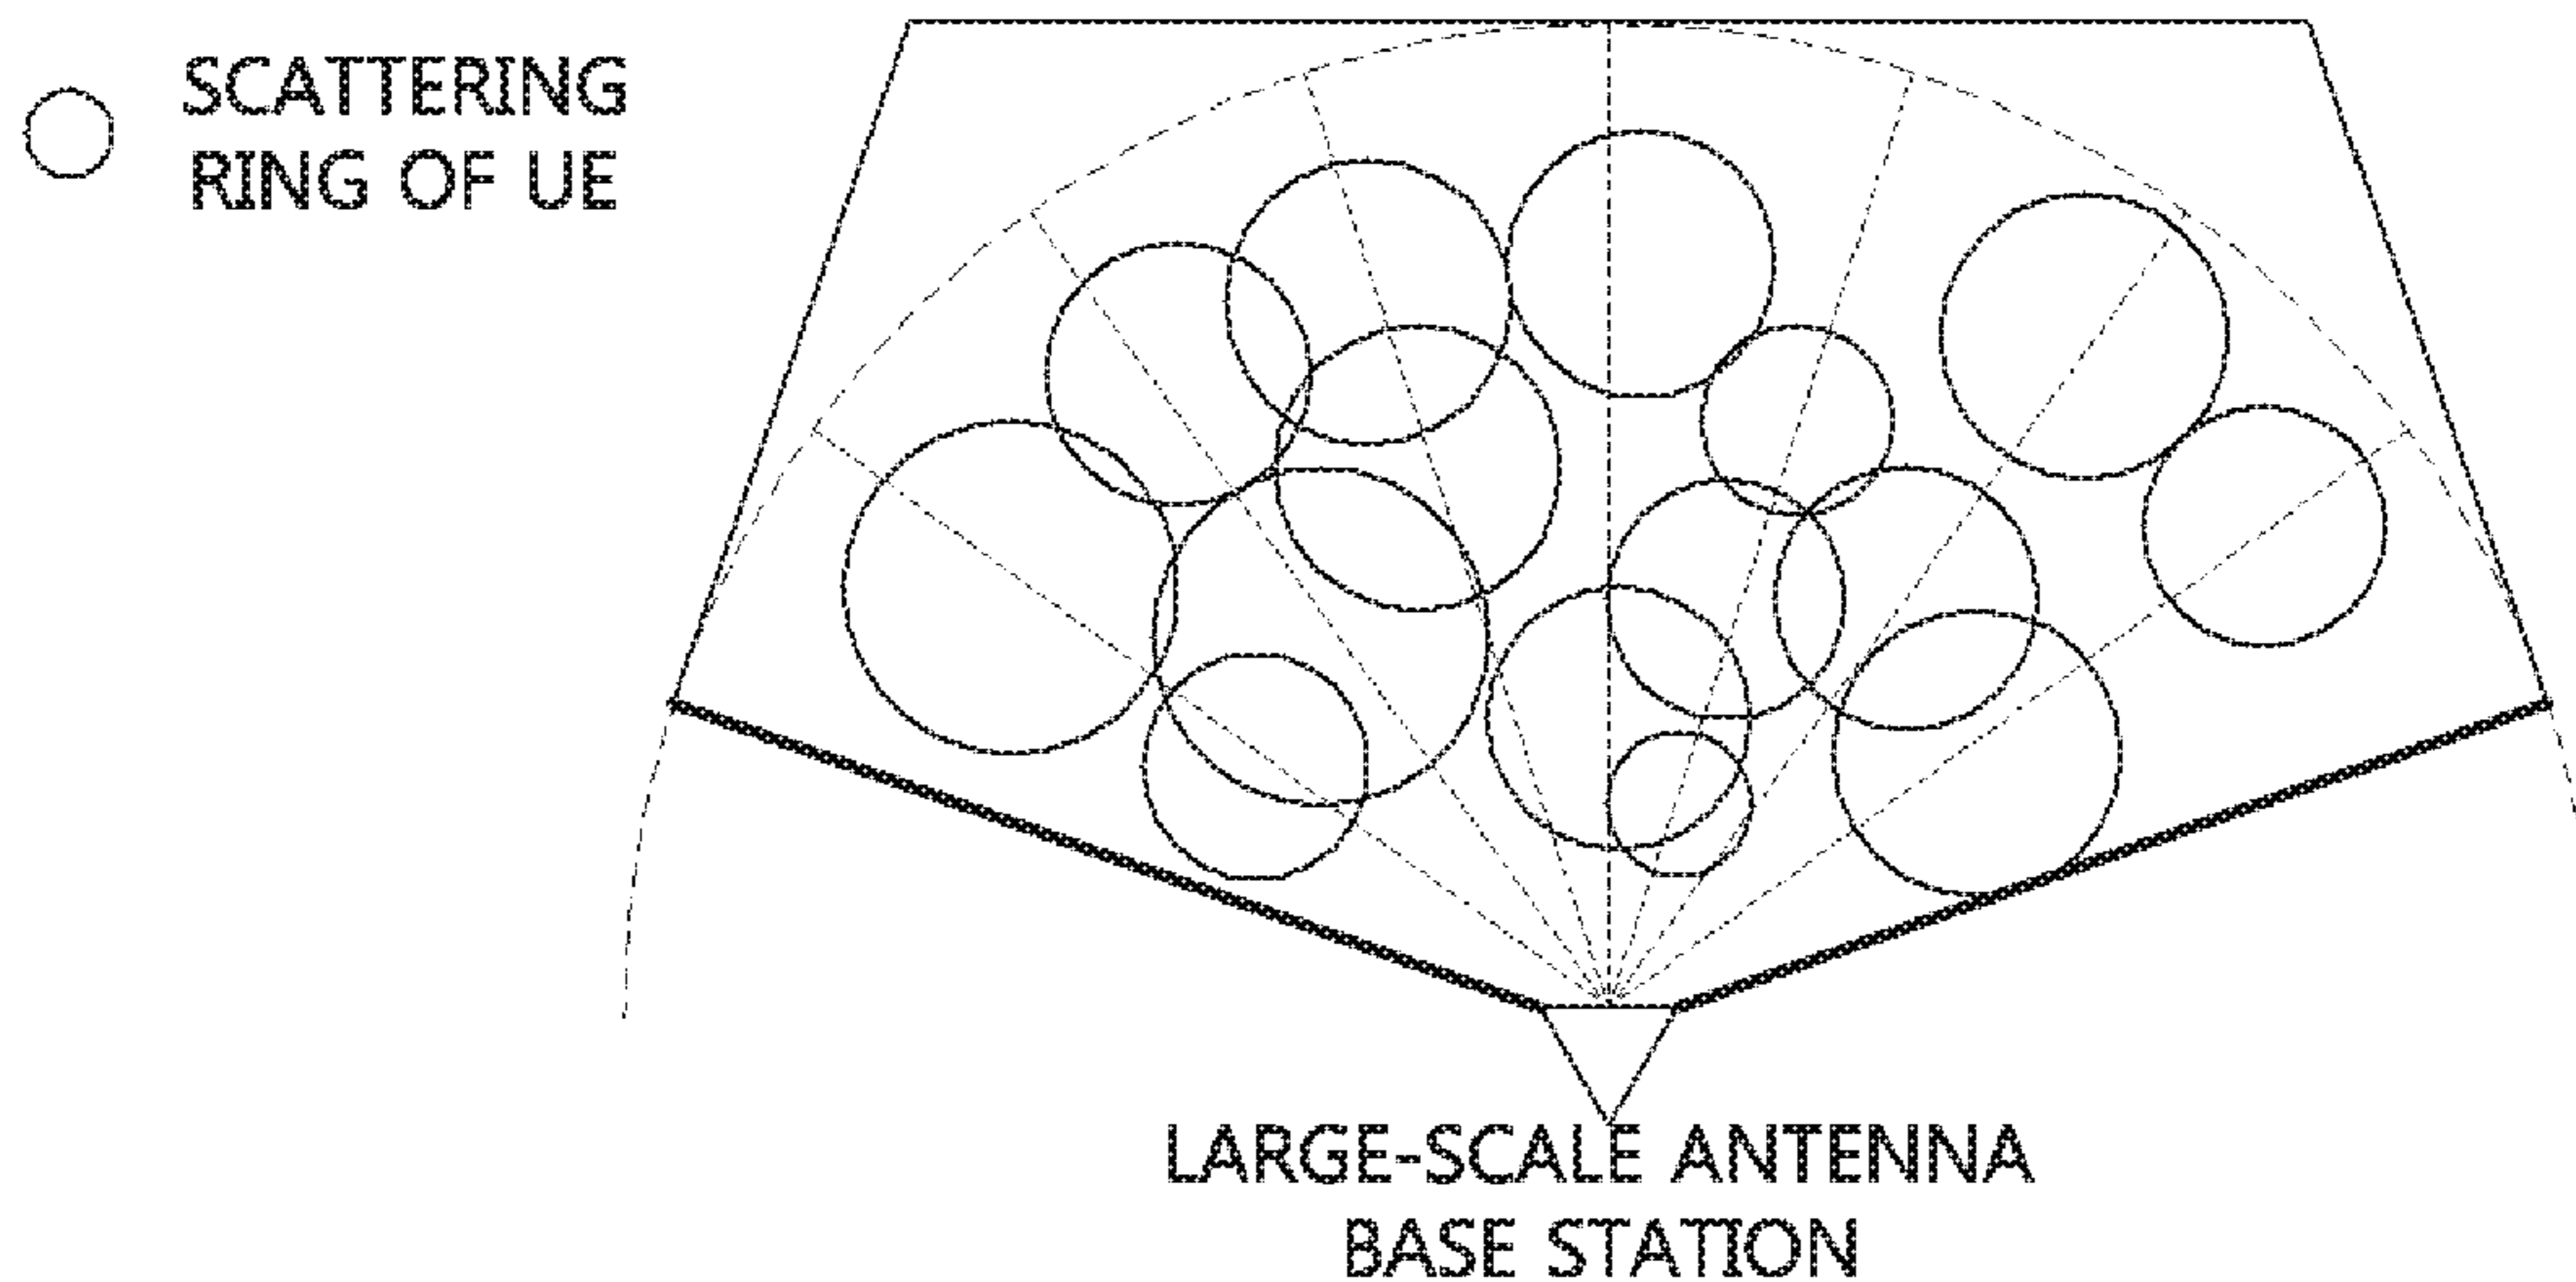 SCATTERING
RING OF UE
LARGE-SCALE ANTENNA
BASE STATION